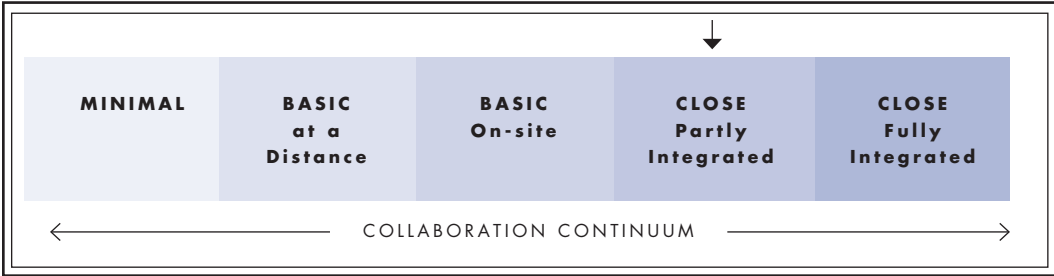 MINIMAL
BASIC
at a
Distance
BASIC
On-site
CLOSE
Partly
Integrated
CLOSE
Fully
Integrated
COLLABORATION CONTINUUM